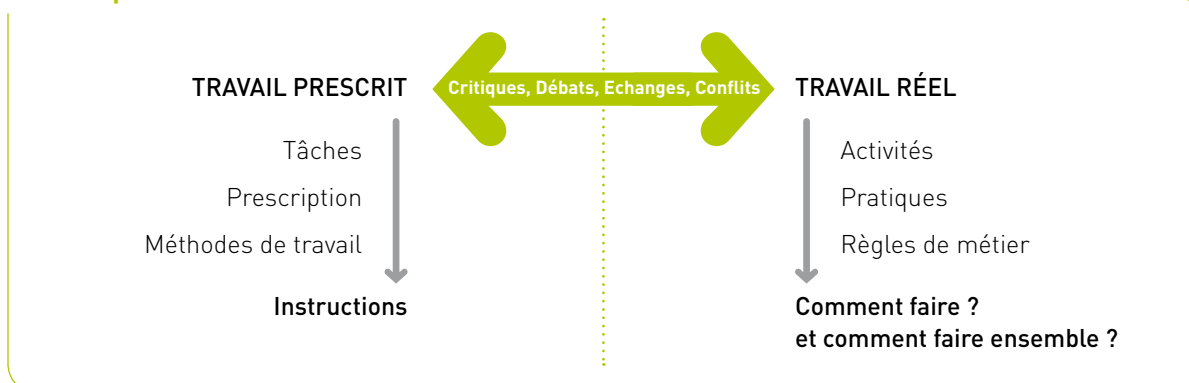 TRAVAIL PRESCRIT
Critiques, Débats, Echanges, Conflits
TRAVAIL RÉEL
Tâches
Prescription
Méthodes de travail
Instructions
Activités
Pratiques
Règles de métier
Comment faire ?
et comment faire ensemble ?